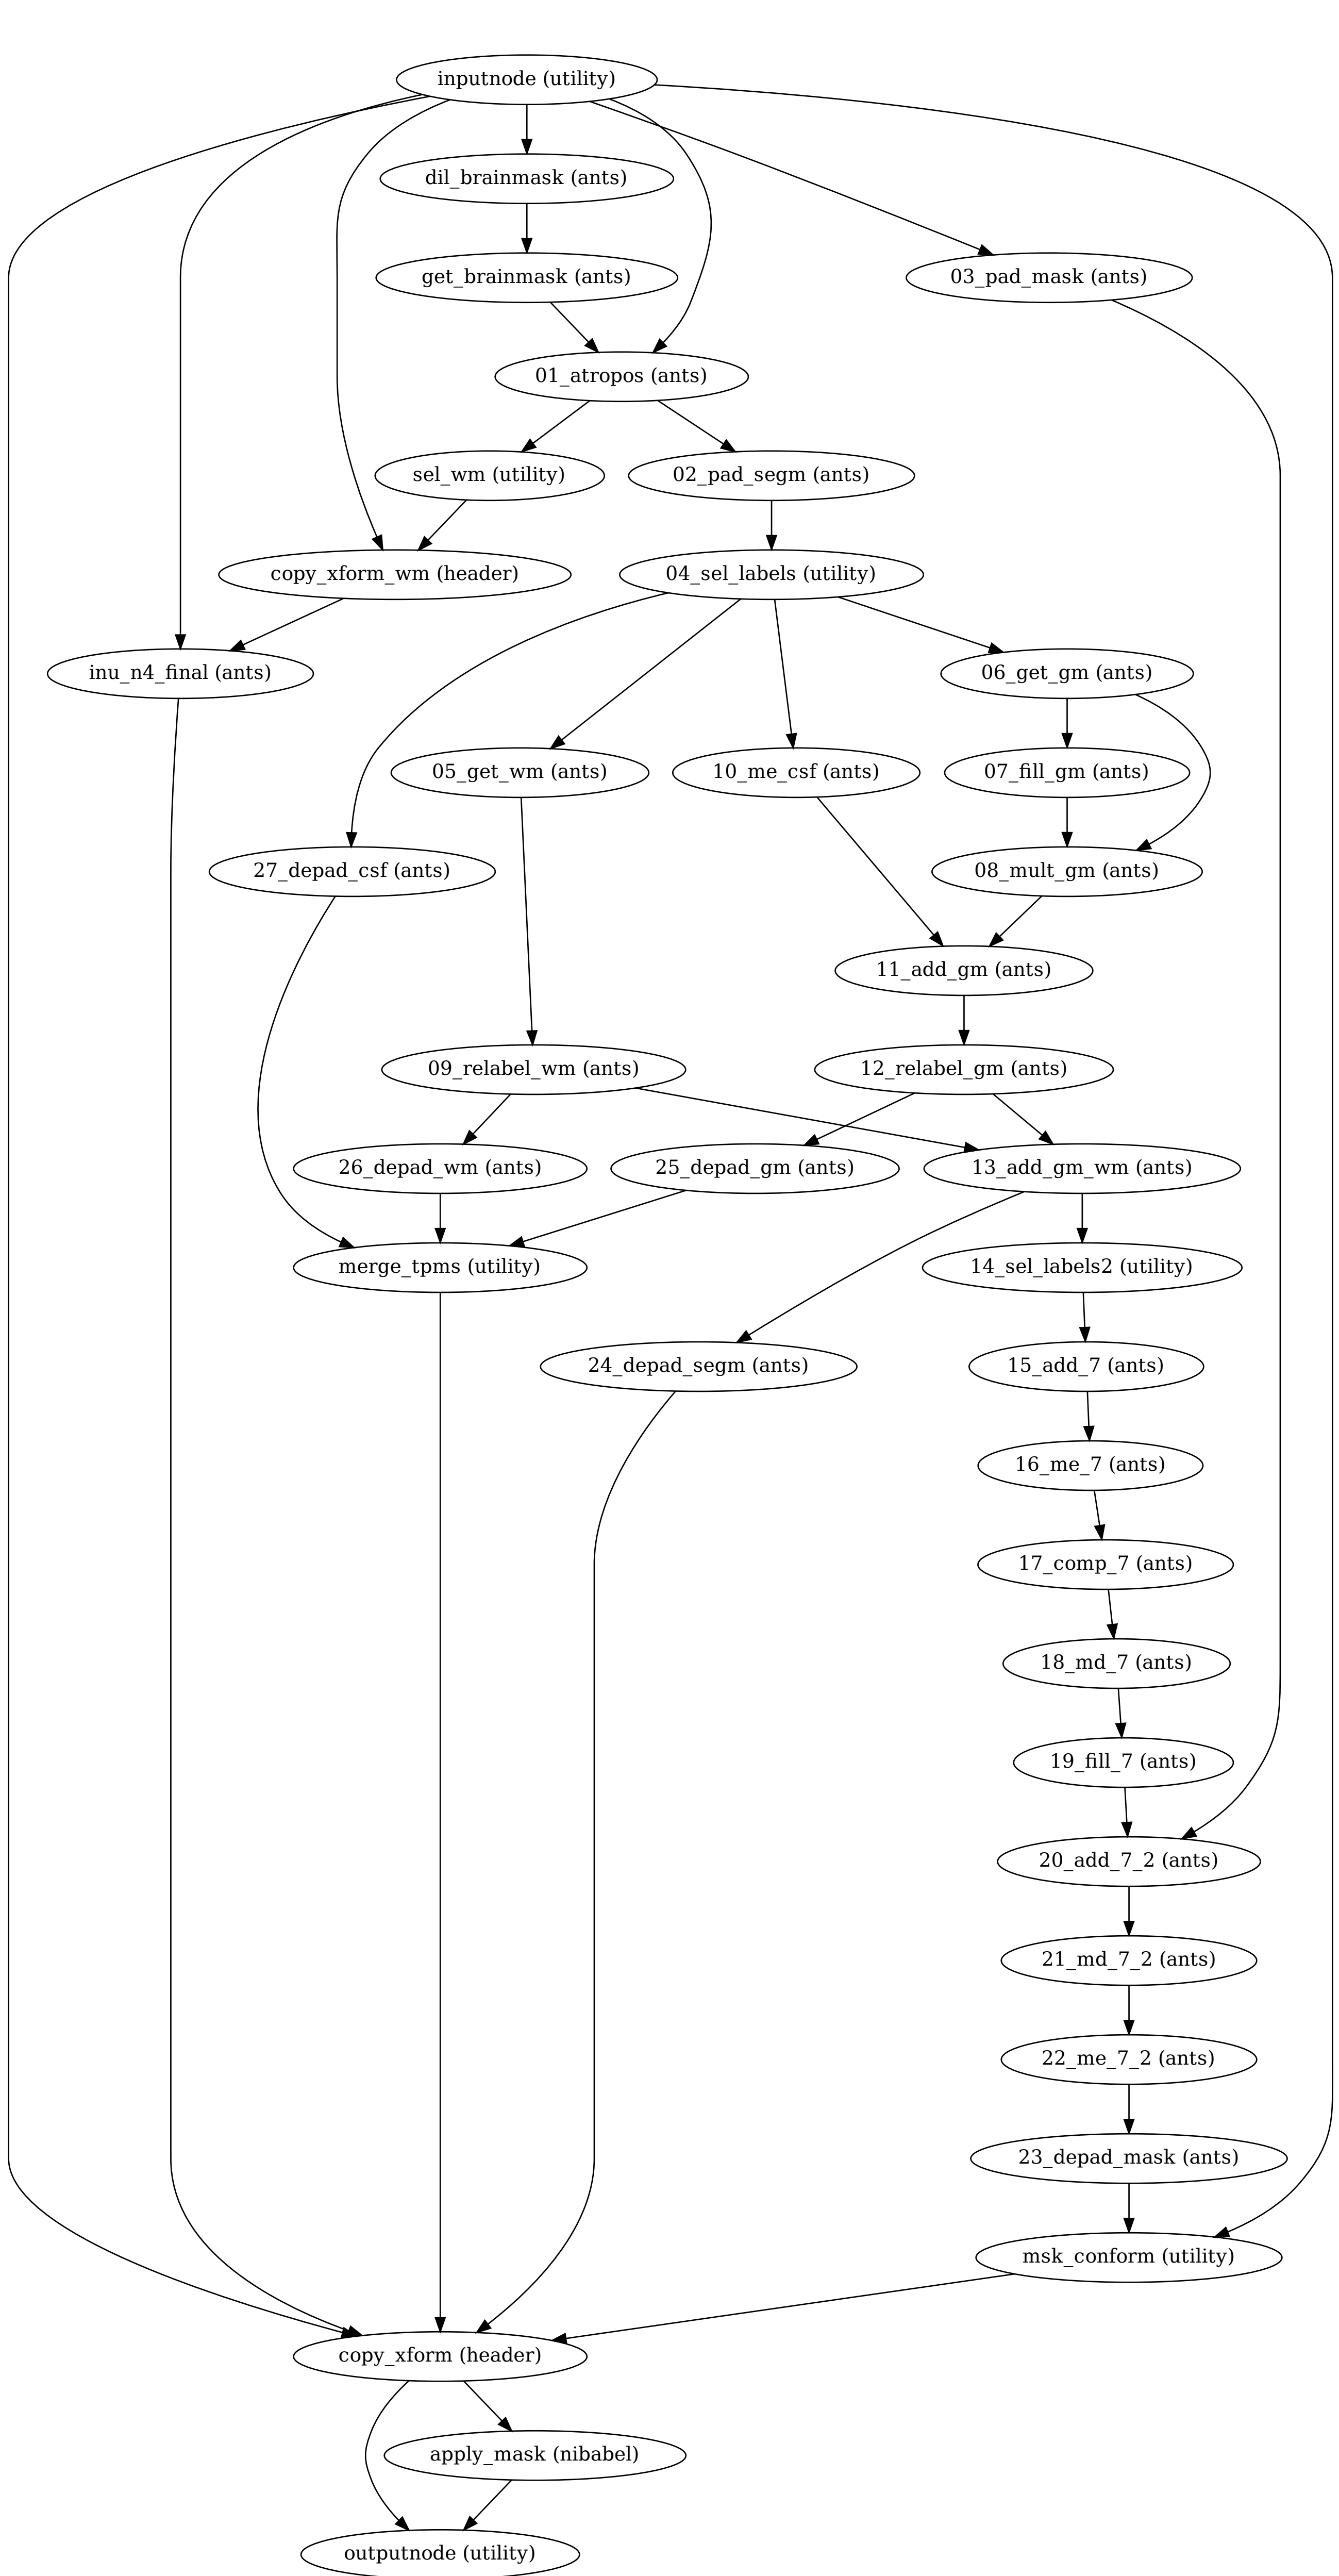 inputnode (utility)
dil_brainmask (ants)
get_brainmask (ants)
03_pad_mask (ants)
01_atropos (ants)
sel_wm (utility)
02_pad_segm (ants)
copy_xform_wm (header)
04_sel_labels (utility)
inu_n4_final (ants)
06_get_gm (ants)
05_get_wm (ants)
10_me_csf (ants)
07_fill_gm (ants)
27_depad_csf (ants)
08_mult_gm (ants)
11_add_gm (ants)
09_relabel_wm (ants)
12_relabel_gm (ants)
26_depad_wm (ants)
25_depad_gm (ants)
13_add_gm_wm (ants)
merge_tpms (utility)
14_sel_labels2 (utility)
24_depad_segm (ants)
15_add_7 (ants)
16_me_7 (ants)
17_comp_7 (ants)
18_md_7 (ants)
19_fill_7 (ants)
20_add_7_2 (ants)
21_md_7_2 (ants)
22_me_7_2 (ants)
23_depad_mask (ants)
msk_conform (utility)
copy_xform (header)
apply_mask (nibabel)
outputnode (utility)